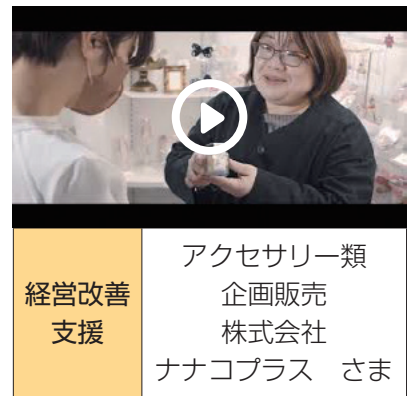 経営改善
支援
アクセサリー類
企画販売
株式会社
ナナコプラス　さま